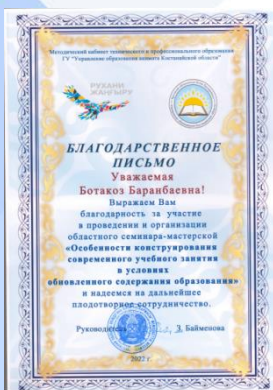 Методический кабинет технического и профессионального образования
ГУ "Управление образования акимата Костанайской области"
РУХАНИ
ЖАҢҒЫРУ
БЛАГОДАРСТВЕННОЕ
ПИСЬМО
Уважаемая
Ботакоз Баранбаевна!
Выражаем Вам
благодарность за участие
в проведении и организации
областного семинара-мастерской
«Особенности конструирования
современного учебного занятия
в условиях
обновленного содержания образования»
и надеемся на дальнейшее
плодотворное сотрудничество.
Руководитель З. Байменова
2022 г.